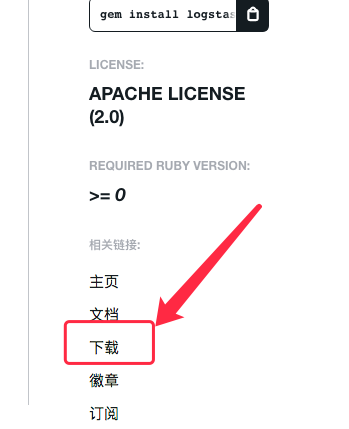 gem install logstas
LICENSE:
APACHE LICENSE
(2.0)
REQUIRED RUBY VERSION:
>= 0
相关链接:
主页
文档
下载
徽章
订阅